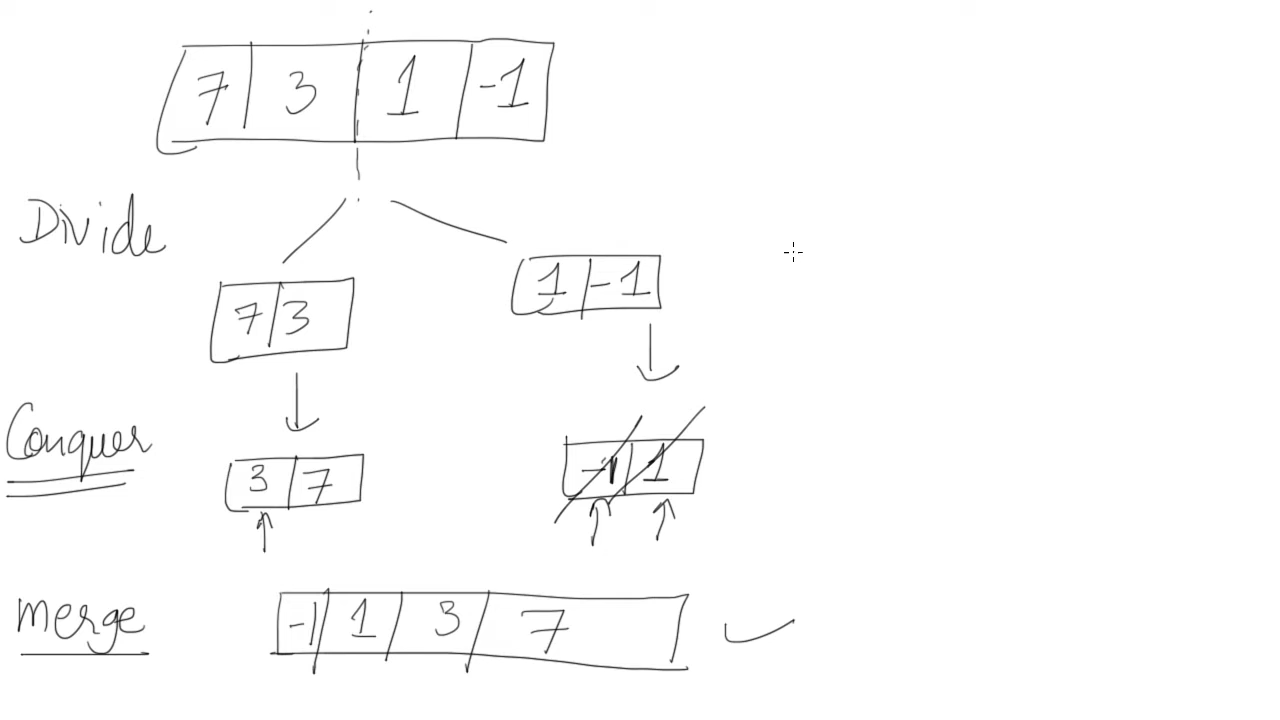 7 3 1 -1
Divide
7 3
1 -1
Conquer
3 7
-1 1
Merge
-1 1 3 7